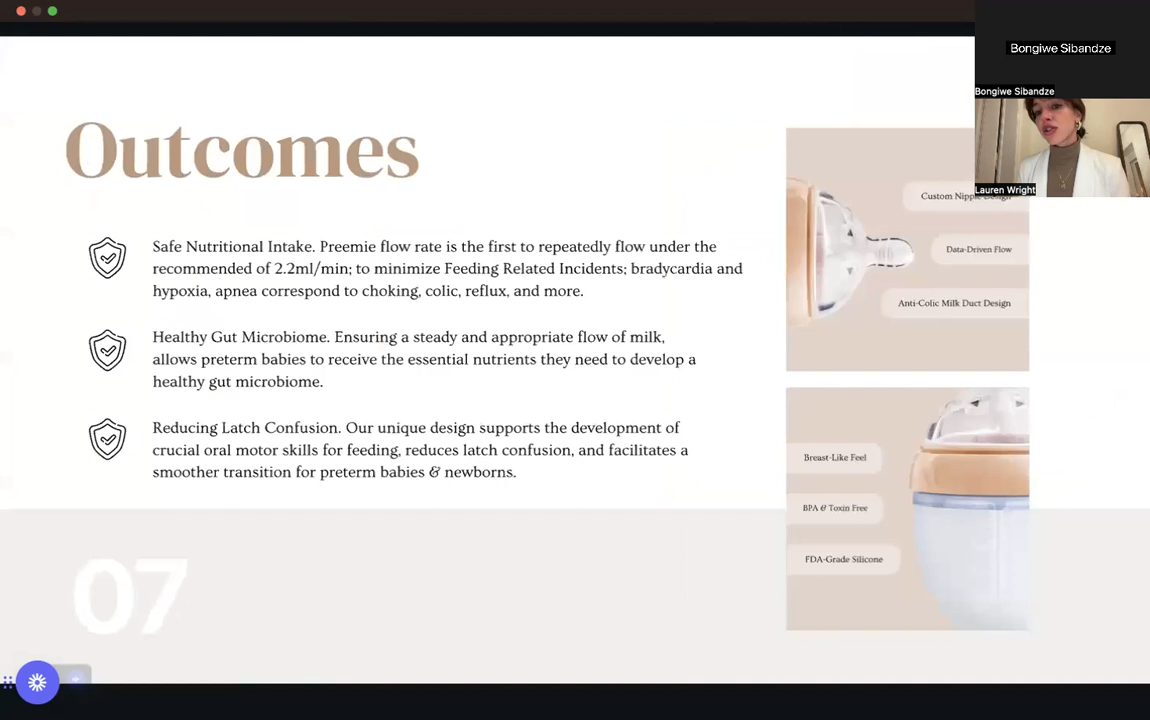 Bongiwe Sibandze
Bongiwe Sibandze
Lauren Wright
Outcomes
Safe Nutritional Intake. Preemie flow rate is the first to repeatedly flow under the
recommended of 2.2ml/min; to minimize Feeding Related Incidents; bradycardia and
hypoxia, apnea correspond to choking, colic, reflux, and more.
Healthy Gut Microbiome. Ensuring a steady and appropriate flow of milk,
allows preterm babies to receive the essential nutrients they need to develop a
healthy gut microbiome.
Reducing Latch Confusion. Our unique design supports the development of
crucial oral motor skills for feeding, reduces latch confusion, and facilitates a
smoother transition for preterm babies & newborns.
Custom Nipple Design
Data-Driven Flow
Anti-Colic Milk Duct Design
Breast-Like Feel
BPA & Toxin Free
FDA-Grade Silicone
07